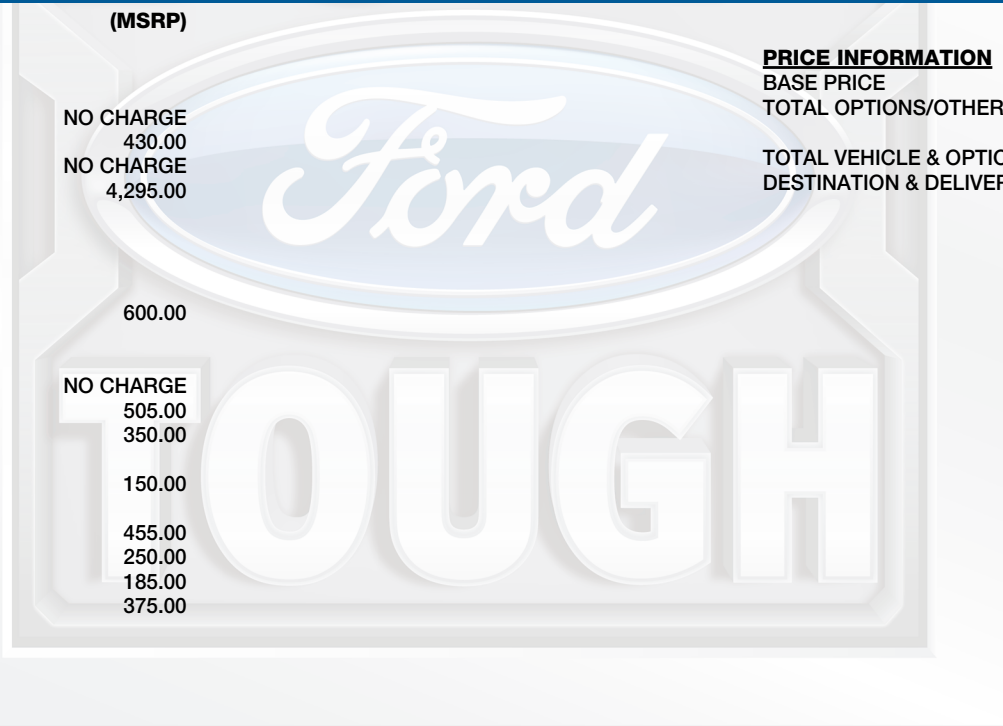 (MSRP)
NO CHARGE
430.00
NO CHARGE
4,295.00
600.00
NO CHARGE
505.00
350.00
150.00
455.00
250.00
185.00
375.00
PRICE INFORMATION
BASE PRICE
TOTAL OPTIONS/OTHER
TOTAL VEHICLE & OPTIO
DESTINATION & DELIVER
Ford
TOUGH